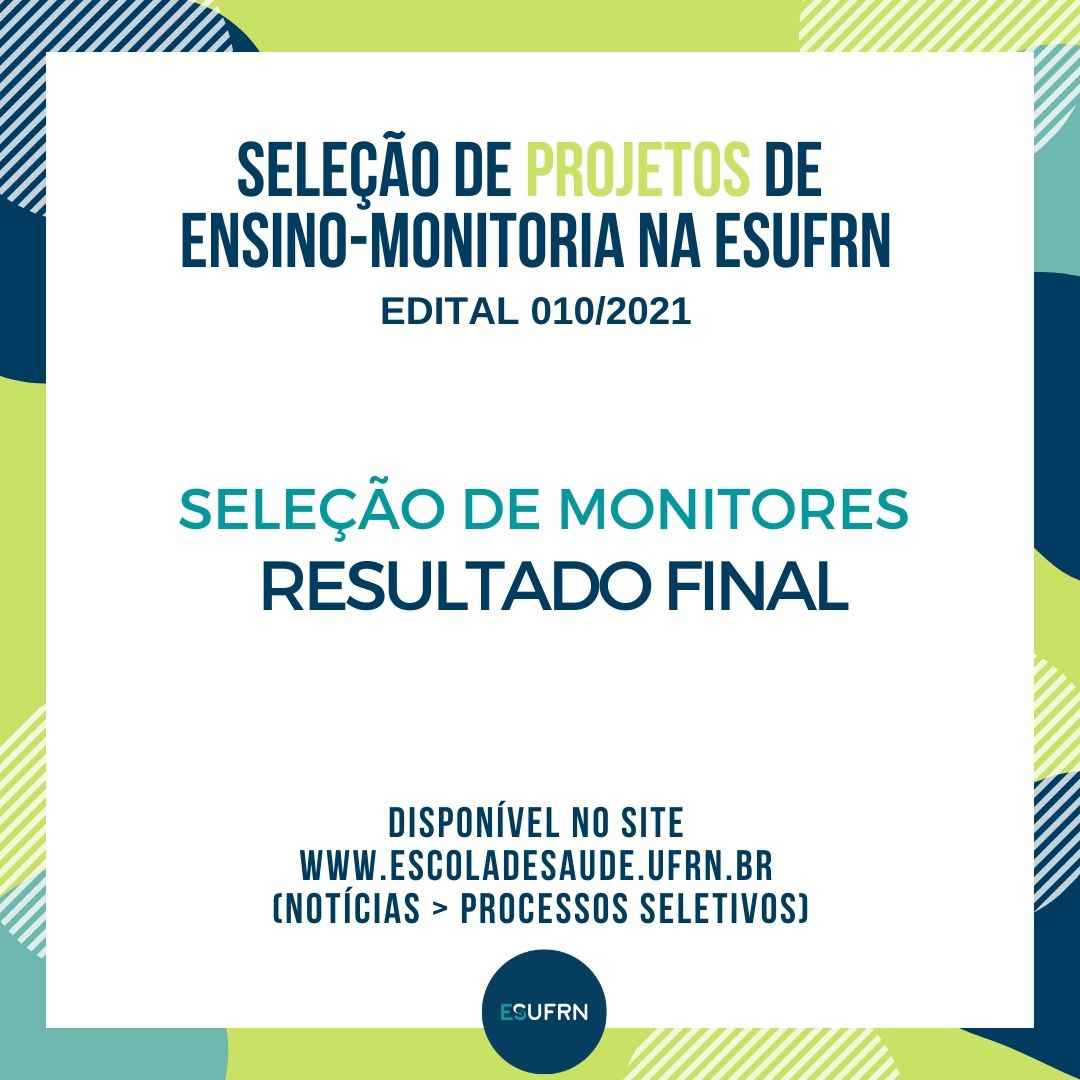 SELEÇÃO DE PROJETOS DE
ENSINO-MONITORIA NA ESUFRN
EDITAL 010/2021
SELEÇÃO DE MONITORES
RESULTADO FINAL
DISPONÍVEL NO SITE
WWW.ESCOLADESAUDE.UFRN.BR
(NOTÍCIAS > PROCESSOS SELETIVOS)
ESUFRN